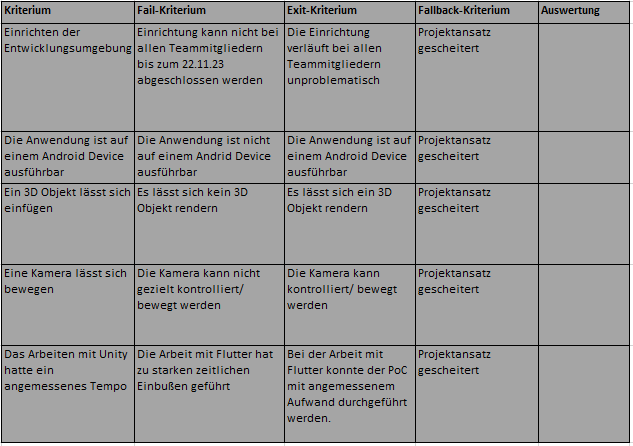 Kriterium Fail-Kriterium Exit-Kriterium Fallback-Kriterium Auswertung
Einrichten der
Entwicklungsumgebung
Einrichtung kann nicht bei
allen Teammitgliedern
bis zum 22.11.23
abgeschlossen werden
Die Einrichtung
verläuft bei allen
Teammitgliedern
unproblematisch
Projektansatz
gescheitert
Die Anwendung ist auf
einem Android Device
ausführbar
Die Anwendung ist nicht
auf einem Andrid Device
ausführbar
Die Anwendung ist auf
einem Android Device
ausführbar
Projektansatz
gescheitert
Ein 3D Objekt lässt sich
einfügen
Es lässt sich kein 3D
Objekt rendern
Es lässt sich ein 3D
Objekt rendern
Projektansatz
gescheitert
Eine Kamera lässt sich
bewegen
Die Kamera kann nicht
gezielt kontrolliert/
bewegt werden
Die Kamera kann
kontrolliert/ bewegt
werden
Projektansatz
gescheitert
Das Arbeiten mit Unity
hatte ein
angemessenes Tempo
Die Arbeit mit Flutter hat
zu starken zeitlichen
Einbußen geführt
Bei der Arbeit mit
Flutter konnte der PoC
mit angemessenem
Aufwand durchgeführt
werden.
Projektansatz
gescheitert